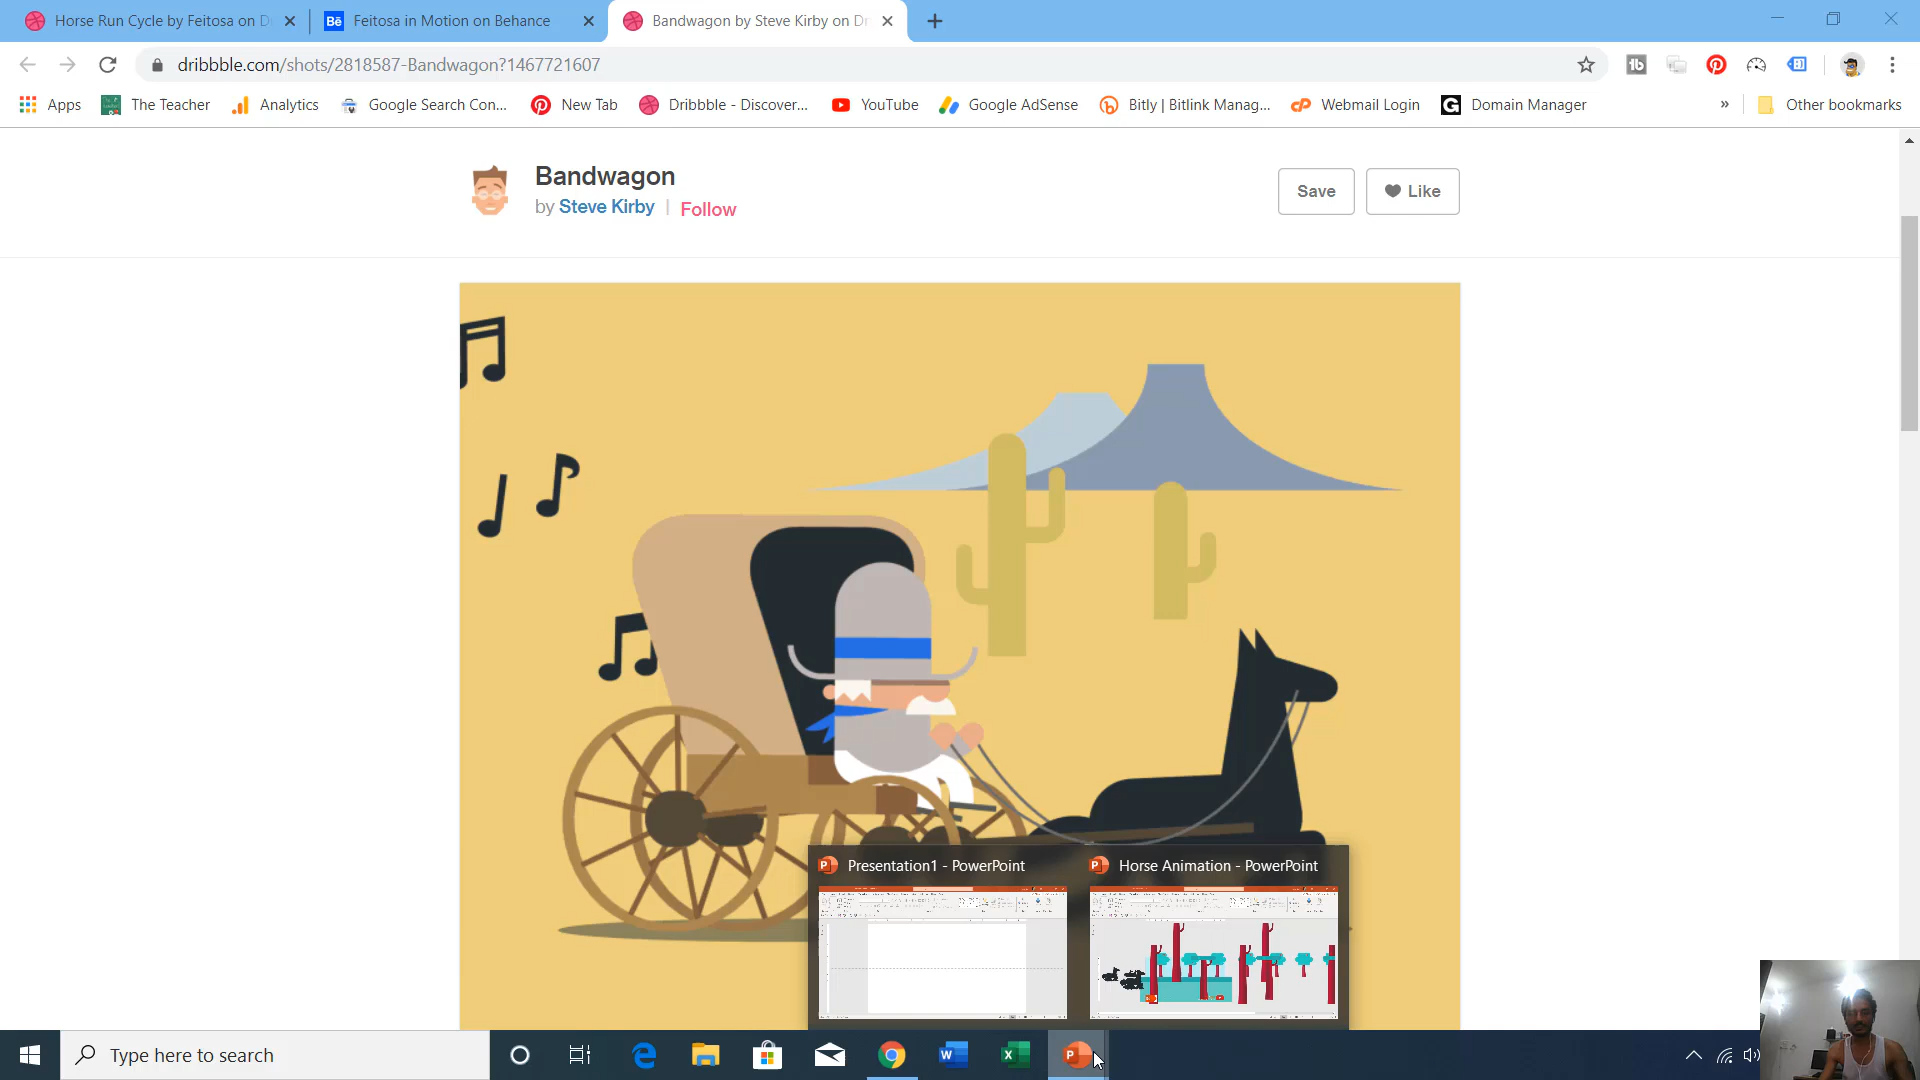 Horse Run Cycle by Feitosa on D
Feitosa in Motion on Behance
Bandwagon by Steve Kirby on Dr
dribbble.com/shots/2818587-Bandwagon?1467721607
Apps
The Teacher
Analytics
Google Search Con...
New Tab
Dribbble - Discover...
YouTube
Google AdSense
Bitly | Bitlink Manag...
Webmail Login
Domain Manager
»
Other bookmarks
Bandwagon
by Steve Kirby | Follow
Save
Like
Presentation1 - PowerPoint
Horse Animation - PowerPoint
Type here to search